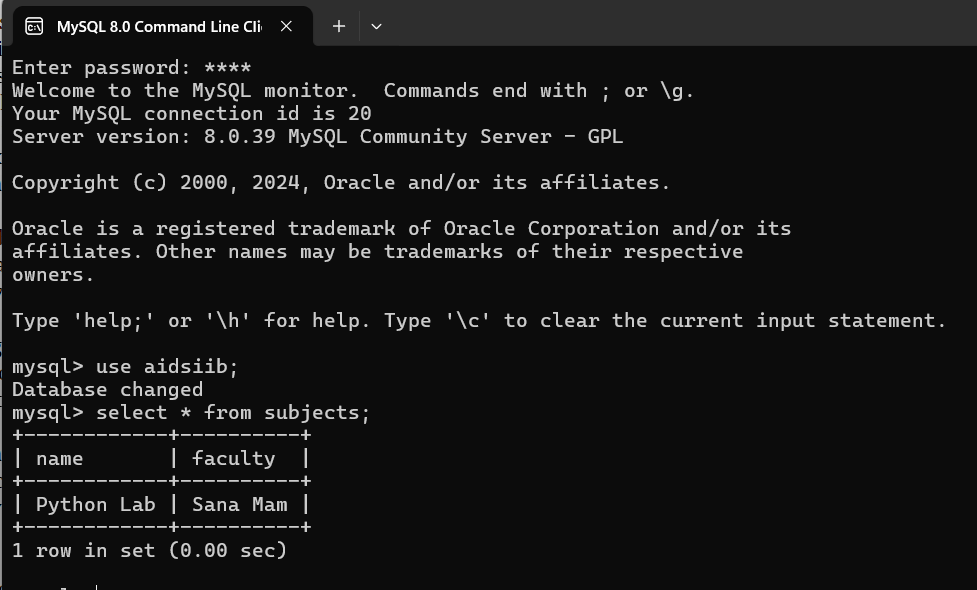 MySQL 8.0 Command Line Cli
Enter password: ****
Welcome to the MySQL monitor.  Commands end with ; or \g.
Your MySQL connection id is 20
Server version: 8.0.39 MySQL Community Server - GPL

Copyright (c) 2000, 2024, Oracle and/or its affiliates.

Oracle is a registered trademark of Oracle Corporation and/or its
affiliates. Other names may be trademarks of their respective
owners.

Type 'help;' or '\h' for help. Type '\c' to clear the current input statement.

mysql> use aidsiib;
Database changed
mysql> select * from subjects;
+------------+----------+
| name       | faculty  |
+------------+----------+
| Python Lab | Sana Mam |
+------------+----------+
1 row in set (0.00 sec)